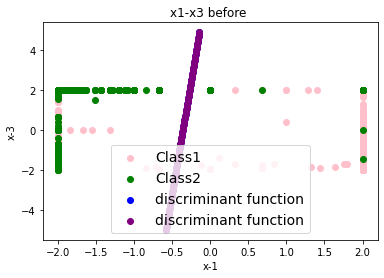 x1-x3 before
x-3
4
2
0
−2
−4
Class1
Class2
discriminant function
discriminant function
−2.0 −1.5 −1.0 −0.5 0.0 0.5 1.0 1.5 2.0
x-1